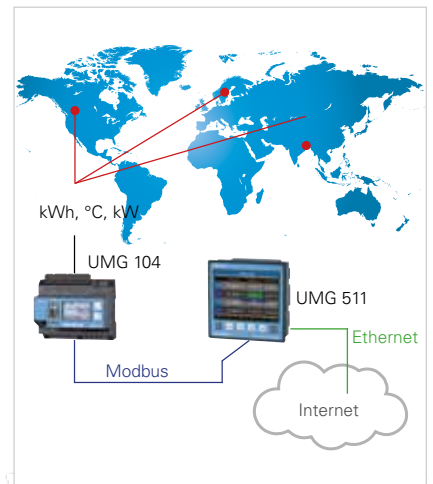 kWh, °C, kW
UMG 104
UMG 511
Ethernet
Modbus
Internet